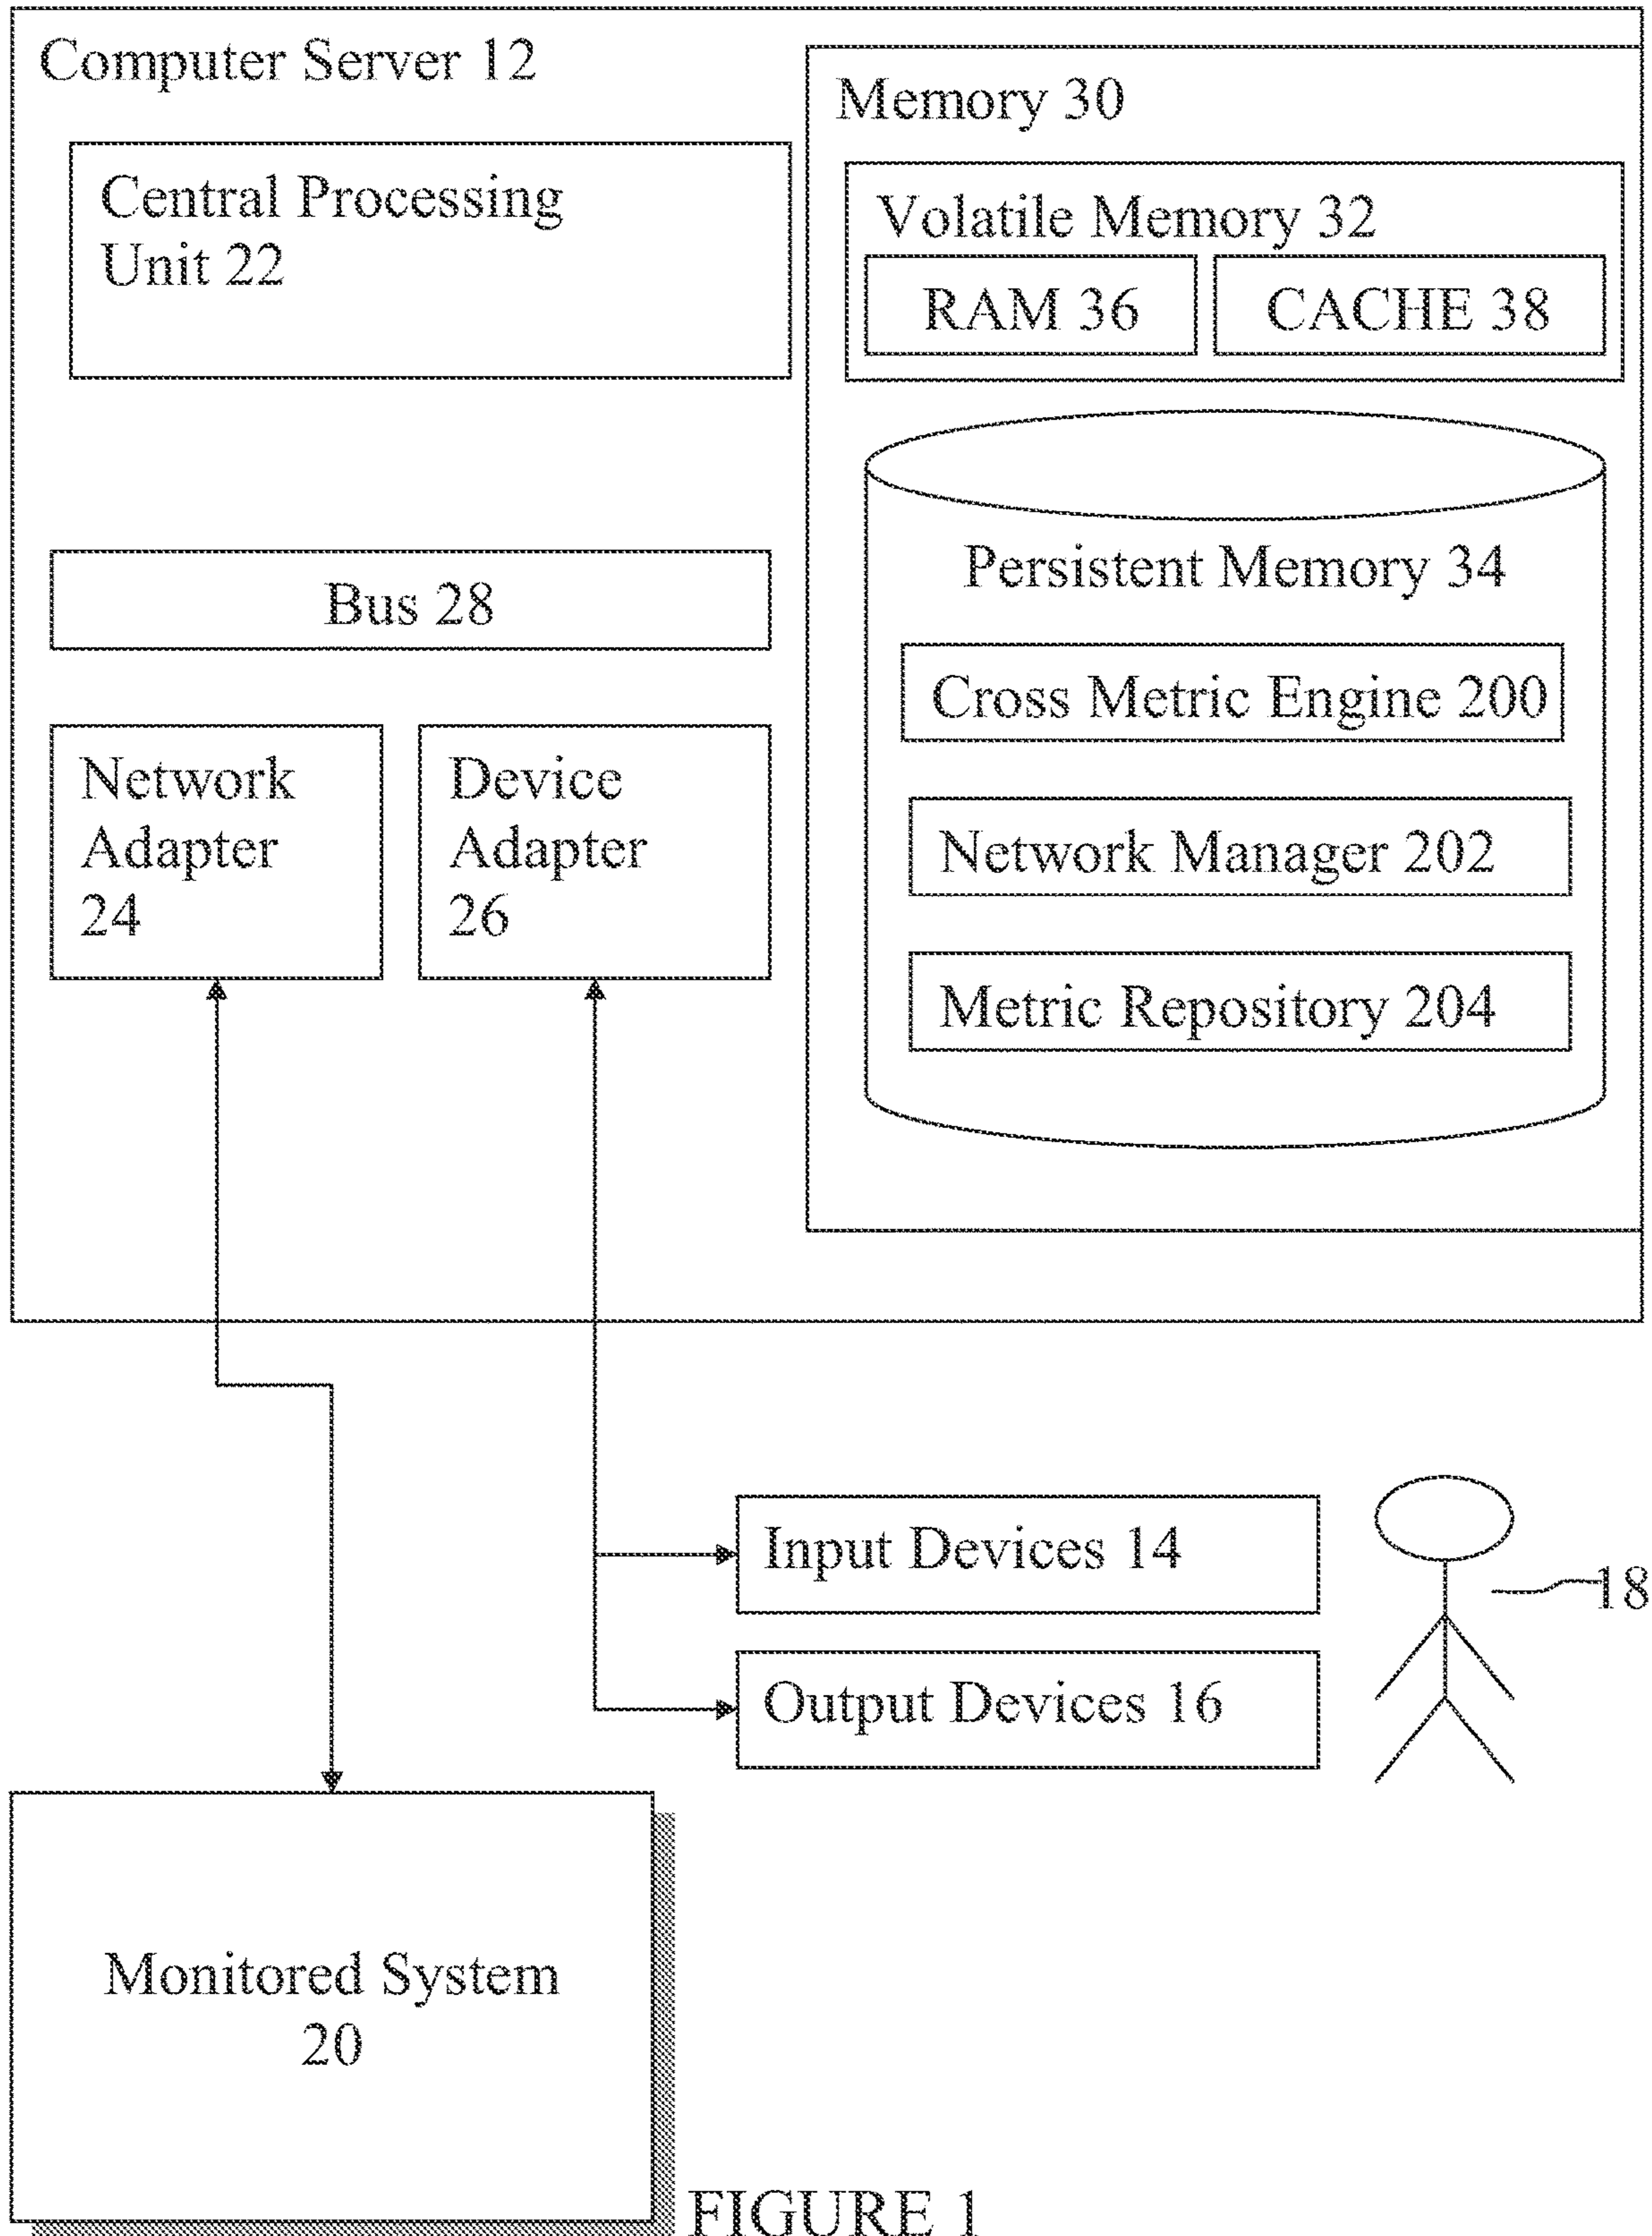 Computer Server 12
Central Processing
Unit 22
Bus 28
Network
Adapter
24
Device
Adapter
26
Memory 30
Volatile Memory 32
RAM 36
CACHE 38
Persistent Memory 34
Cross Metric Engine 200
Network Manager 202
Metric Repository 204
Input Devices 14
Output Devices 16
18
Monitored System
20
FIGURE 1